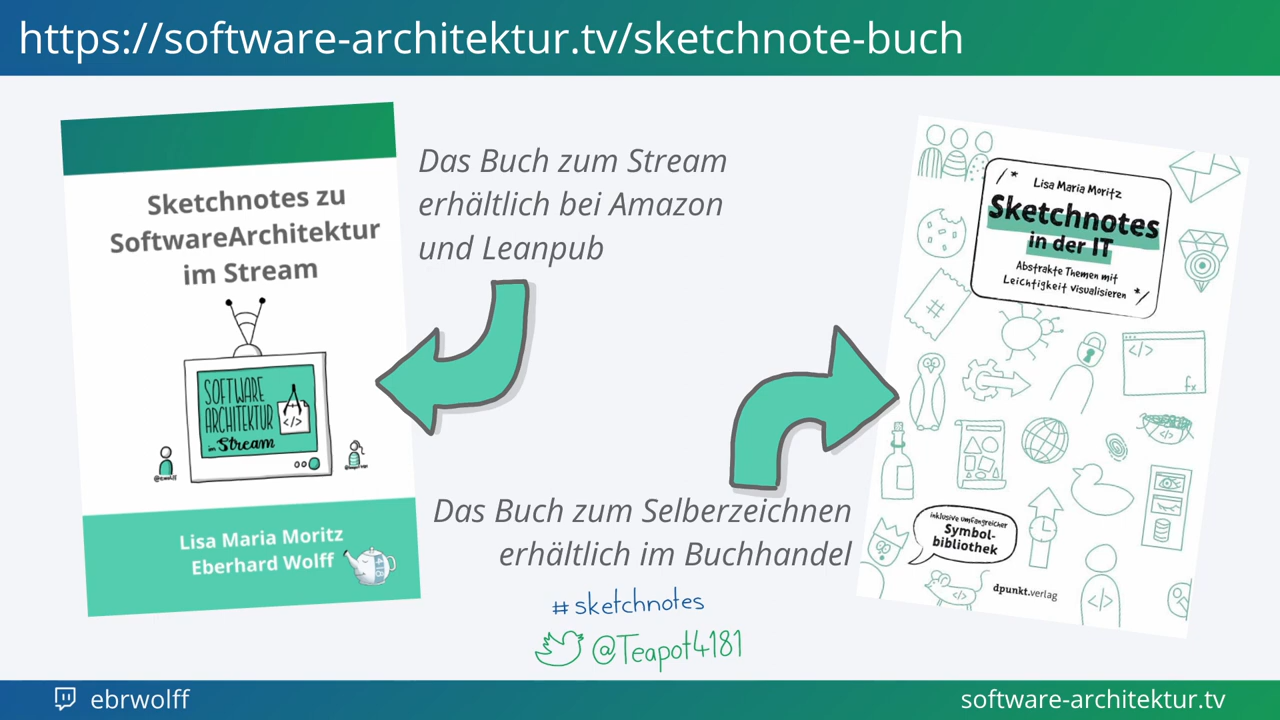 https://software-architektur.tv/sketchnote-buch
Sketchnotes zu
SoftwareArchitektur
im Stream
SOFTWARE
ARCHITEKTUR
im Stream
</>
@ewolff
Lisa Maria Moritz
Eberhard Wolff
Das Buch zum Stream
erhältlich bei Amazon
und Leanpub
Das Buch zum Selberzeichnen
erhältlich im Buchhandel
#sketchnotes
@Teapot4181
/*
Lisa Maria Moritz
Sketchnotes
in der IT
Abstrakte Themen mit
Leichtigkeit visualisieren
*/
#
</>
fx
</>
inklusive umfangreicher
Symbol-
bibliothek
</>
dpunkt.verlag
ebrwolff
software-architektur.tv